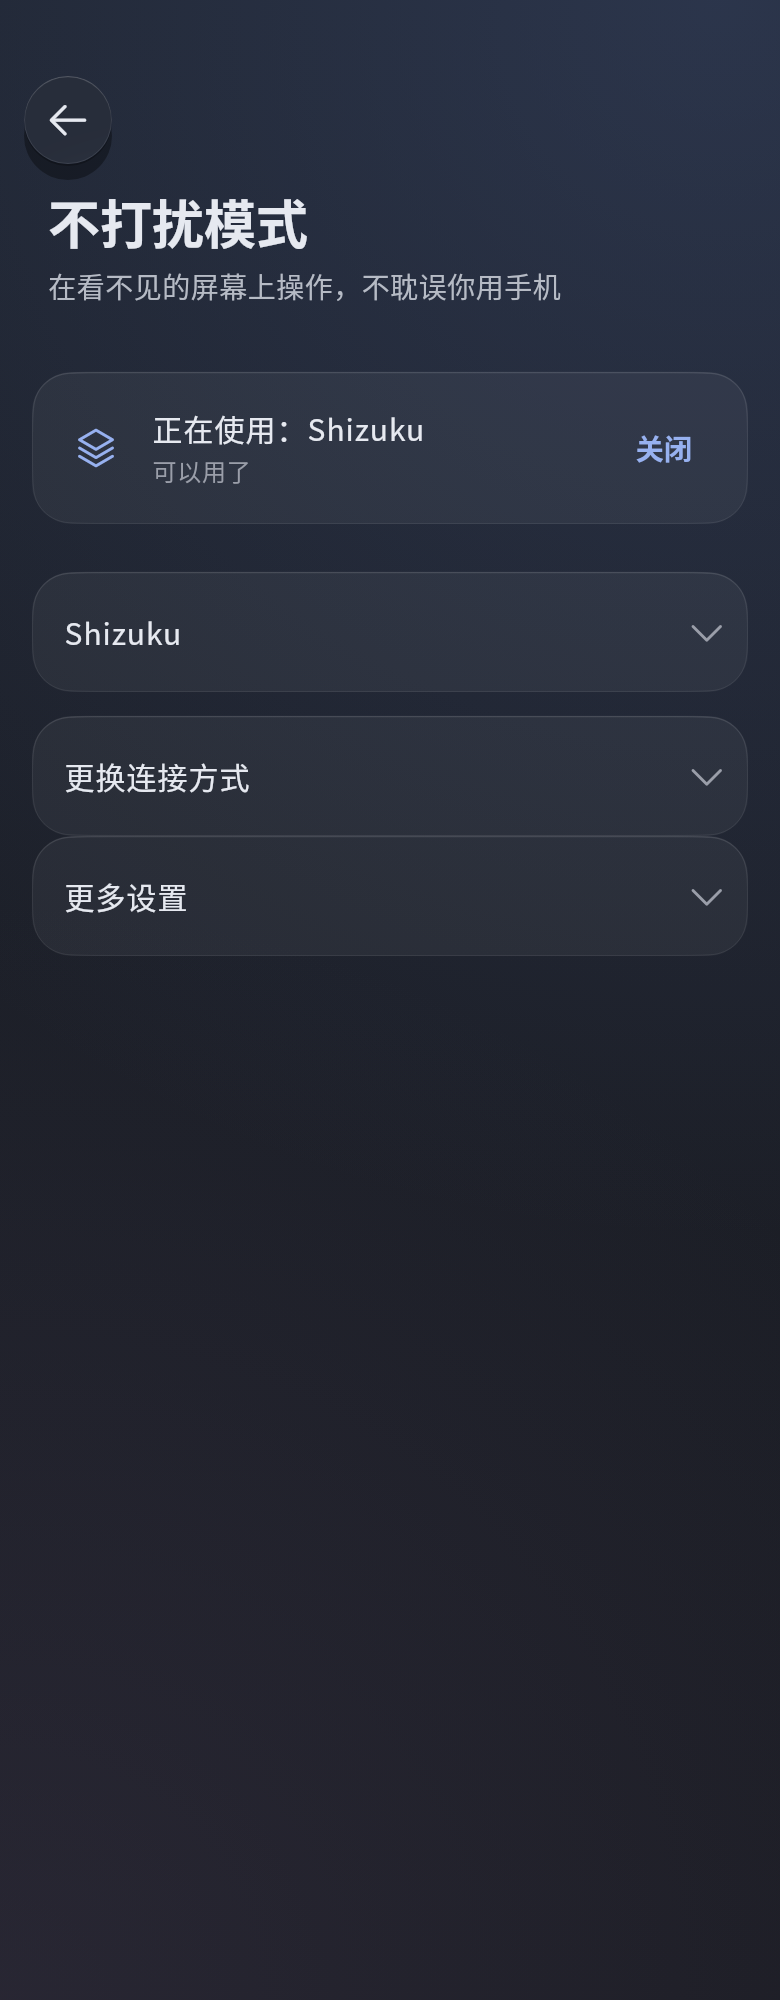 不打扰模式
在看不见的屏幕上操作，不耽误你用手机
正在使用：Shizuku
可以用了
关闭
Shizuku
更换连接方式
更多设置